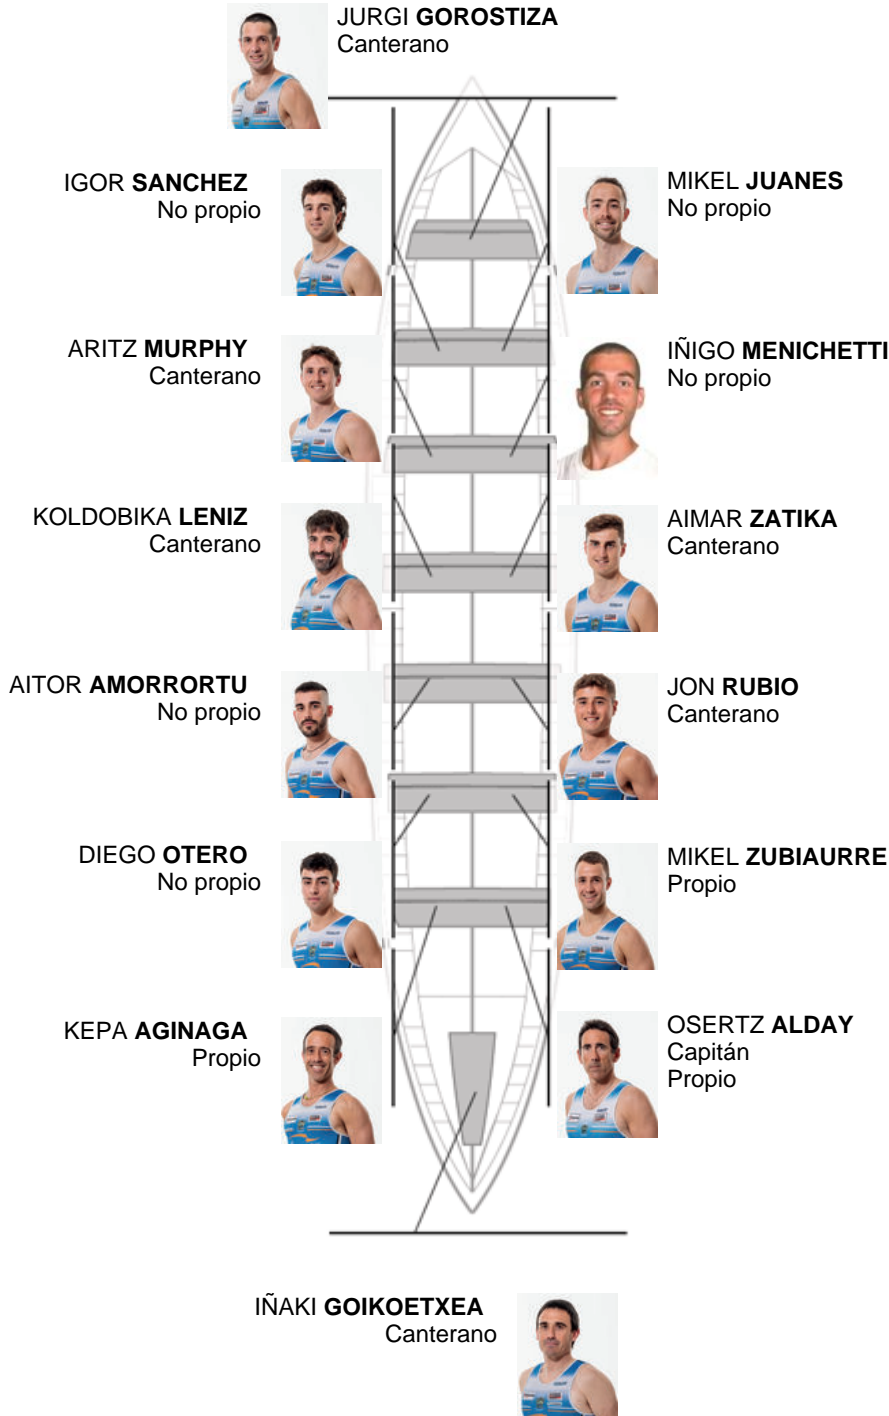 JURGI GOROSTIZA
Canterano
IGOR SANCHEZ
No propio
MIKEL JUANES
No propio
ARITZ MURPHY
Canterano
IÑIGO MENICHETTI
No propio
KOLDOBIKA LENIZ
Canterano
AIMAR ZATIKA
Canterano
AITOR AMORRORTU
No propio
JON RUBIO
Canterano
DIEGO OTERO
No propio
MIKEL ZUBIAURRE
Propio
KEPA AGINAGA
Propio
OSERTZ ALDAY
Capitán
Propio
IÑAKI GOIKOETXEA
Canterano